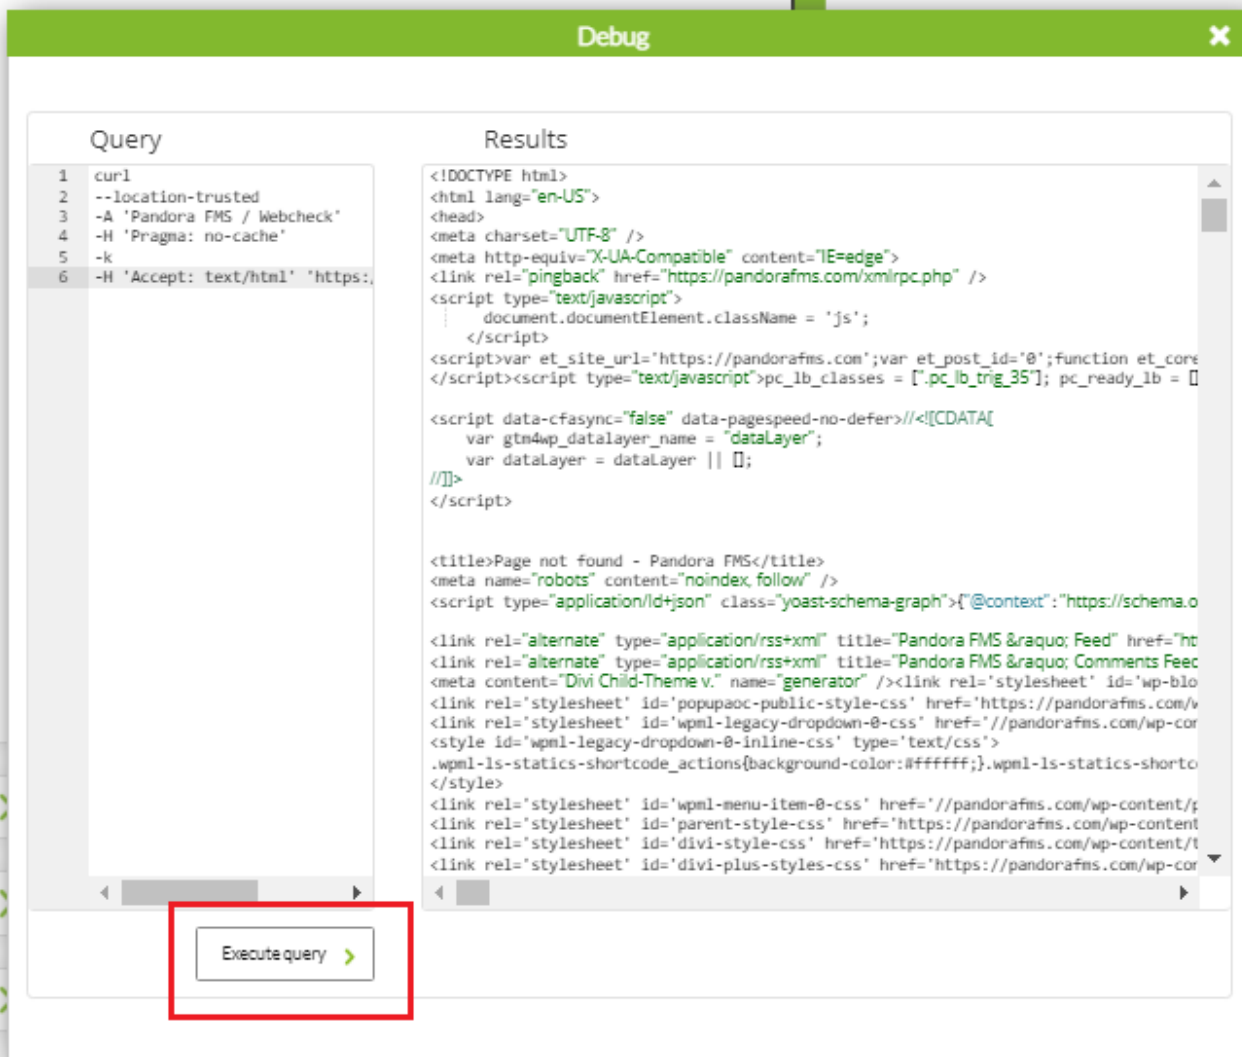 Debug
Query
1 curl
2 --location-trusted
3 -A 'Pandora FMS / Webcheck'
4 -H 'Pragma: no-cache'
5 -k
6 -H 'Accept: text/html' 'https:/
Execute query
Results
<!DOCTYPE html>
<html lang="en-US">
<head>
<meta charset="UTF-8" />
<meta http-equiv="X-UA-Compatible" content="IE=edge">
<link rel="pingback" href="https://pandorafms.com/xmlrpc.php" />
<script type="text/javascript">
document.documentElement.className = 'js';
</script>
<script>var et_site_url='https://pandorafms.com';var et_post_id='0';function et_core
</script><script type="text/javascript">pc_lb_classes = [".pc_lb_trig_35"]; pc_ready_lb = []
<script data-cfasync="false" data-pagespeed-no-defer>//<![CDATA[
var gtm4wp_datalayer_name = "dataLayer";
var dataLayer = dataLayer || [];
//]]>
</script>
<title>Page not found - Pandora FMS</title>
<meta name="robots" content="noindex, follow" />
<script type="application/ld+json" class="yoast-schema-graph">{"@context":"https://schema.o
<link rel="alternate" type="application/rss+xml" title="Pandora FMS &raquo; Feed" href="ht
<link rel="alternate" type="application/rss+xml" title="Pandora FMS &raquo; Comments Feed
<meta content="Divi Child-Theme v." name="generator" /><link rel='stylesheet' id='wp-blo
<link rel='stylesheet' id='popupaoc-public-style-css' href='https://pandorafms.com/w
<link rel='stylesheet' id='wpml-legacy-dropdown-0-css' href='//pandorafms.com/wp-con
<style id='wpml-legacy-dropdown-0-inline-css' type='text/css'>
.wpml-ls-statics-shortcode_actions{background-color:#ffffff;}.wpml-ls-statics-shortc
</style>
<link rel='stylesheet' id='wpml-menu-item-0-css' href='//pandorafms.com/wp-content/p
<link rel='stylesheet' id='parent-style-css' href='https://pandorafms.com/wp-content
<link rel='stylesheet' id='divi-style-css' href='https://pandorafms.com/wp-content/t
<link rel='stylesheet' id='divi-plus-styles-css' href='https://pandorafms.com/wp-con